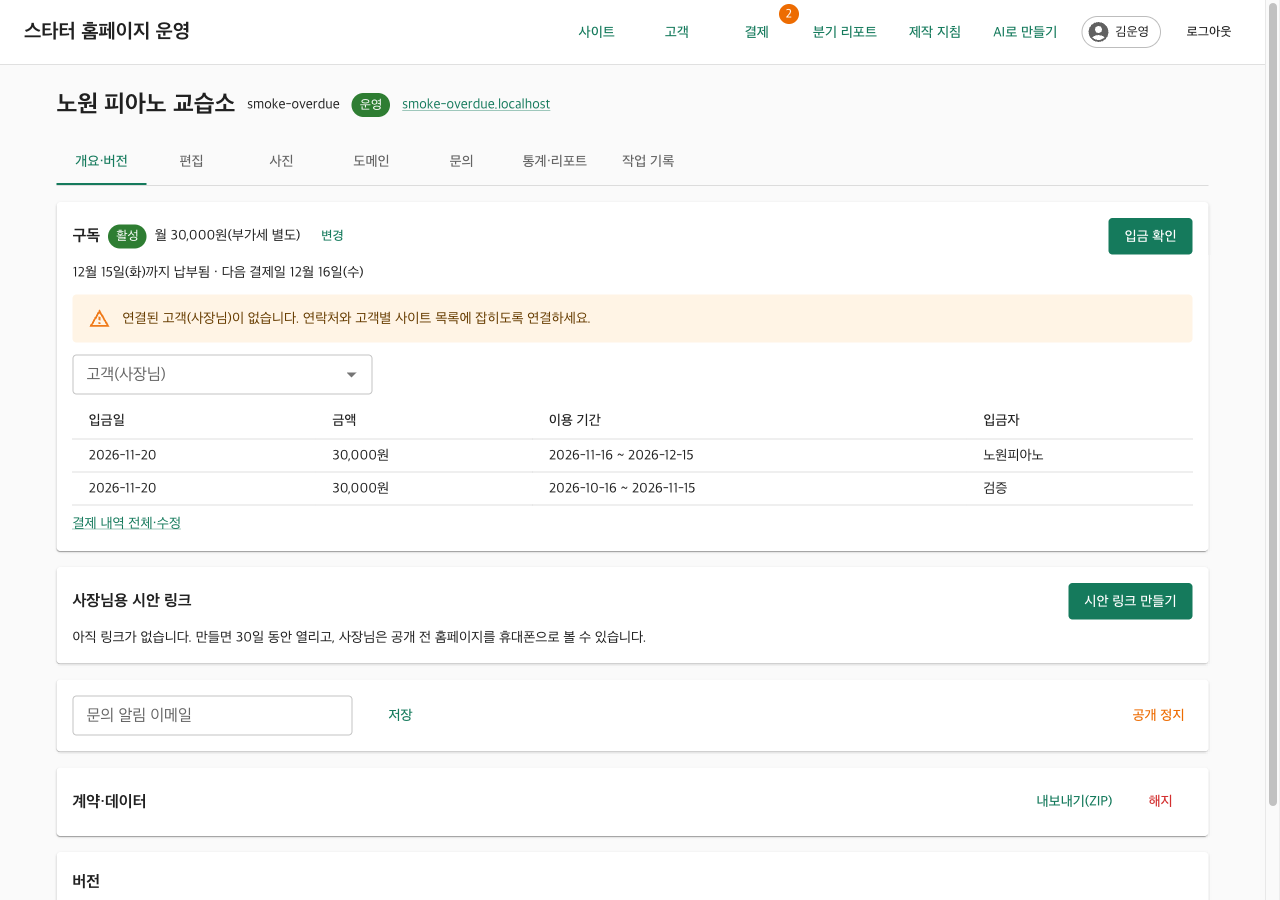 스타터 홈페이지 운영
사이트 고객 결제 2 분기 리포트 제작 지침 AI로 만들기 김운영 로그아웃
노원 피아노 교습소 smoke-overdue 운영 smoke-overdue.localhost
개요·버전 편집 사진 도메인 문의 통계·리포트 작업 기록
구독 활성 월 30,000원(부가세 별도) 변경 입금 확인
12월 15일(화)까지 납부됨 · 다음 결제일 12월 16일(수)
연결된 고객(사장님)이 없습니다. 연락처와 고객별 사이트 목록에 잡히도록 연결하세요.
고객(사장님)
입금일 금액 이용 기간 입금자
2026-11-20 30,000원 2026-11-16 ~ 2026-12-15 노원피아노
2026-11-20 30,000원 2026-10-16 ~ 2026-11-15 검증
결제 내역 전체·수정
사장님용 시안 링크 시안 링크 만들기
아직 링크가 없습니다. 만들면 30일 동안 열리고, 사장님은 공개 전 홈페이지를 휴대폰으로 볼 수 있습니다.
문의 알림 이메일 저장 공개 정지
계약·데이터 내보내기(ZIP) 해지
버전